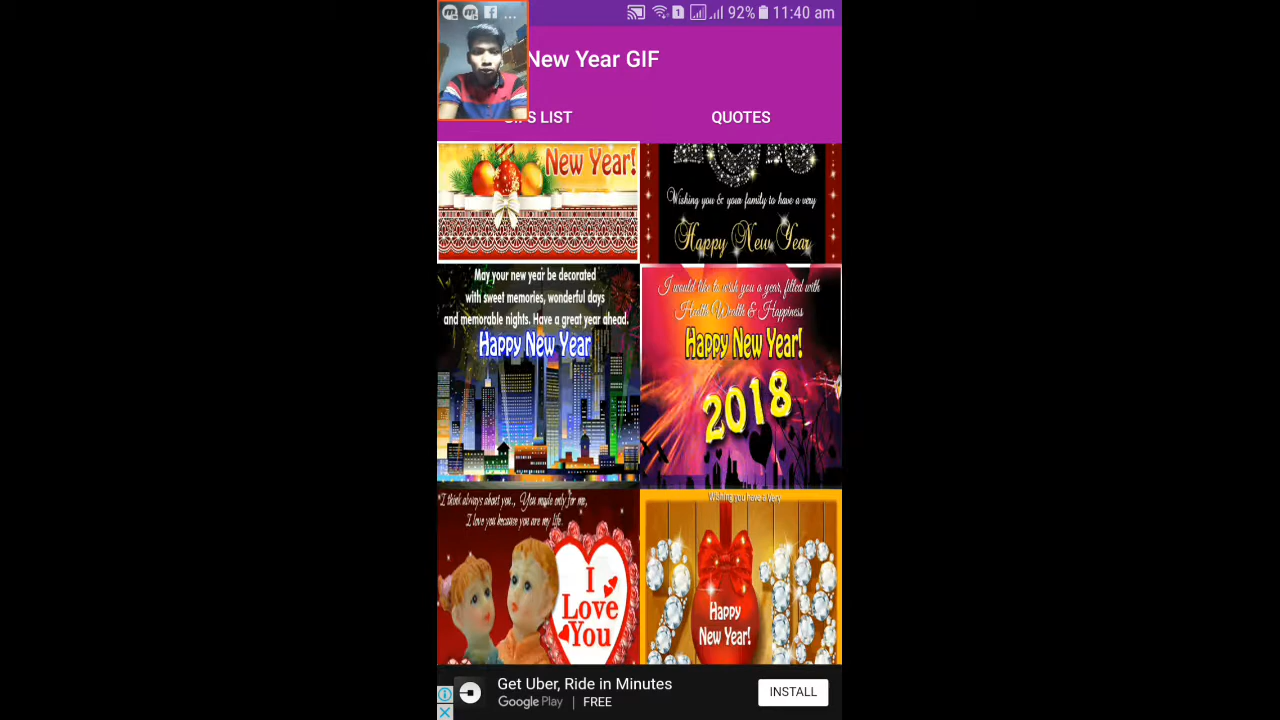 ... 92% 11:40 am
New Year GIF
GIFS LIST
QUOTES
New Year!
2018
Wishing you & your family to have a very
Happy New Year
May your new year be decorated
with sweet memories, wonderful days
and memorable nights. Have a great year ahead.
Happy New Year
I would like to wish you a year, filled with
Health Wealth & Happiness
Happy New Year!
2018
I think always about you., You made only for me,
I love you because you are my life.
I
Love
You
Wishing you have a Very
2018
Happy
New Year!
Get Uber, Ride in Minutes
Google Play | FREE
INSTALL